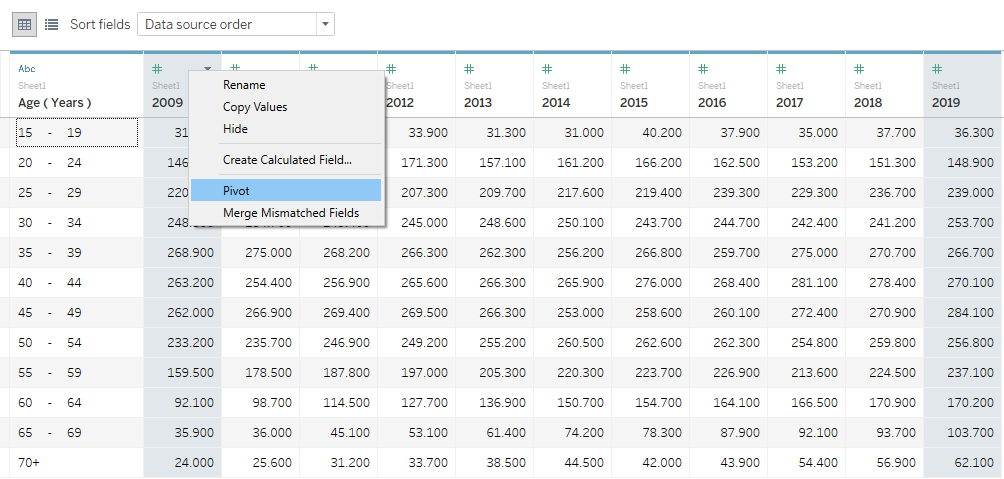 Sort fields Data source order
Abc
Sheet1 Sheet1 Sheet1 Sheet1 Sheet1 Sheet1 Sheet1 Sheet1 Sheet1 Sheet1
Age ( Years ) 2009 2012 2013 2014 2015 2016 2017 2018 2019
Rename
Copy Values
Hide
Create Calculated Field...
Pivot
Merge Mismatched Fields
15 - 19 31. 33.900 31.300 31.000 40.200 37.900 35.000 37.700 36.300
20 - 24 146 171.300 157.100 161.200 166.200 162.500 153.200 151.300 148.900
25 - 29 220 207.300 209.700 217.600 219.400 239.300 229.300 236.700 239.000
30 - 34 248. 245.000 248.600 250.100 243.700 244.700 242.400 241.200 253.700
35 - 39 268.900 275.000 268.200 266.300 262.300 256.200 266.800 259.700 275.000 270.700 266.700
40 - 44 263.200 254.400 256.900 265.600 266.300 265.900 276.000 268.400 281.100 278.400 270.100
45 - 49 262.000 266.900 269.400 269.500 266.300 253.000 258.600 260.100 272.400 270.900 284.100
50 - 54 233.200 235.700 246.900 249.200 255.200 260.500 262.600 262.300 254.800 259.800 256.800
55 - 59 159.500 178.500 187.800 197.000 205.300 220.300 223.700 226.900 213.600 224.500 237.100
60 - 64 92.100 98.700 114.500 127.700 136.900 150.700 154.700 164.100 166.500 170.900 170.200
65 - 69 35.900 36.000 45.100 53.100 61.400 74.200 78.300 87.900 92.100 93.700 103.700
70+ 24.000 25.600 31.200 33.700 38.500 44.500 42.000 43.900 54.400 56.900 62.100